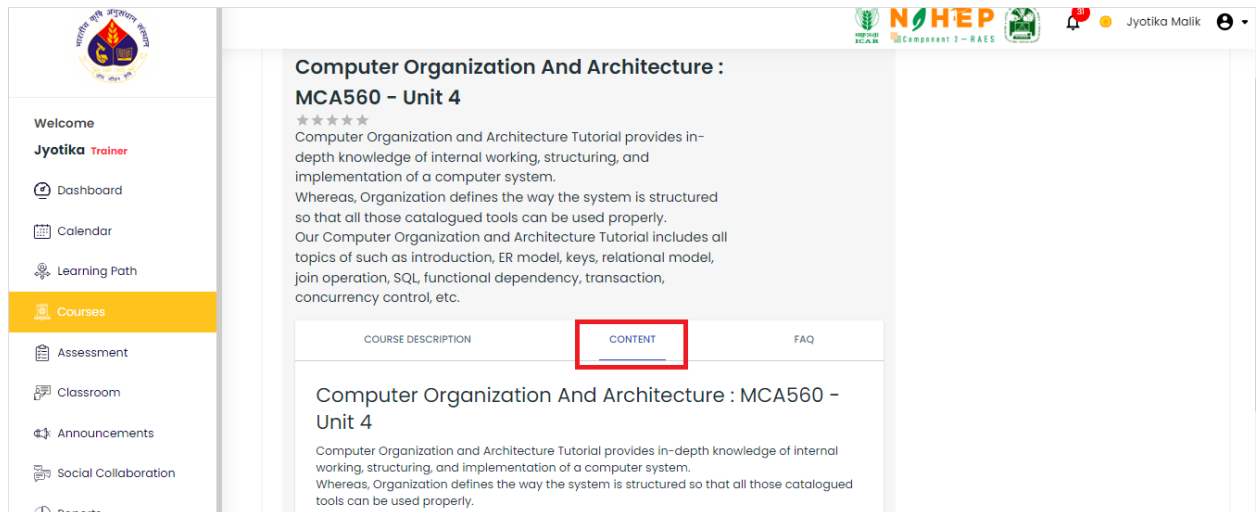 भारतीय कृषि अनुसंधान संस्थान
N HEP
ICAR
Component 2 - RAES
31
Jyotika Malik
Welcome
Jyotika Trainer
Dashboard
Calendar
Learning Path
Courses
Assessment
Classroom
Announcements
Social Collaboration
Reports
Computer Organization And Architecture :
MCA560 - Unit 4
Computer Organization and Architecture Tutorial provides in-
depth knowledge of internal working, structuring, and
implementation of a computer system.
Whereas, Organization defines the way the system is structured
so that all those catalogued tools can be used properly.
Our Computer Organization and Architecture Tutorial includes all
topics of such as introduction, ER model, keys, relational model,
join operation, SQL, functional dependency, transaction,
concurrency control, etc.
COURSE DESCRIPTION
CONTENT
FAQ
Computer Organization And Architecture : MCA560 -
Unit 4
Computer Organization and Architecture Tutorial provides in-depth knowledge of internal
working, structuring, and implementation of a computer system.
Whereas, Organization defines the way the system is structured so that all those catalogued
tools can be used properly.